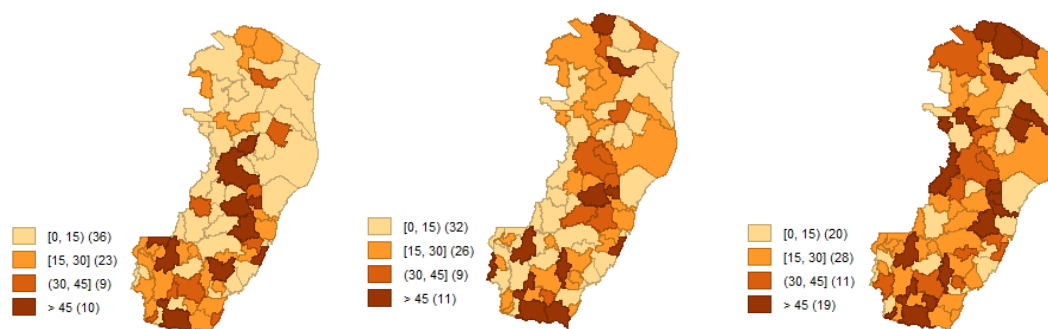 [0, 15) (36)
[15, 30] (23)
(30, 45] (9)
> 45 (10)
[0, 15) (32)
[15, 30] (26)
(30, 45] (9)
> 45 (11)
[0, 15) (20)
[15, 30] (28)
(30, 45] (11)
> 45 (19)